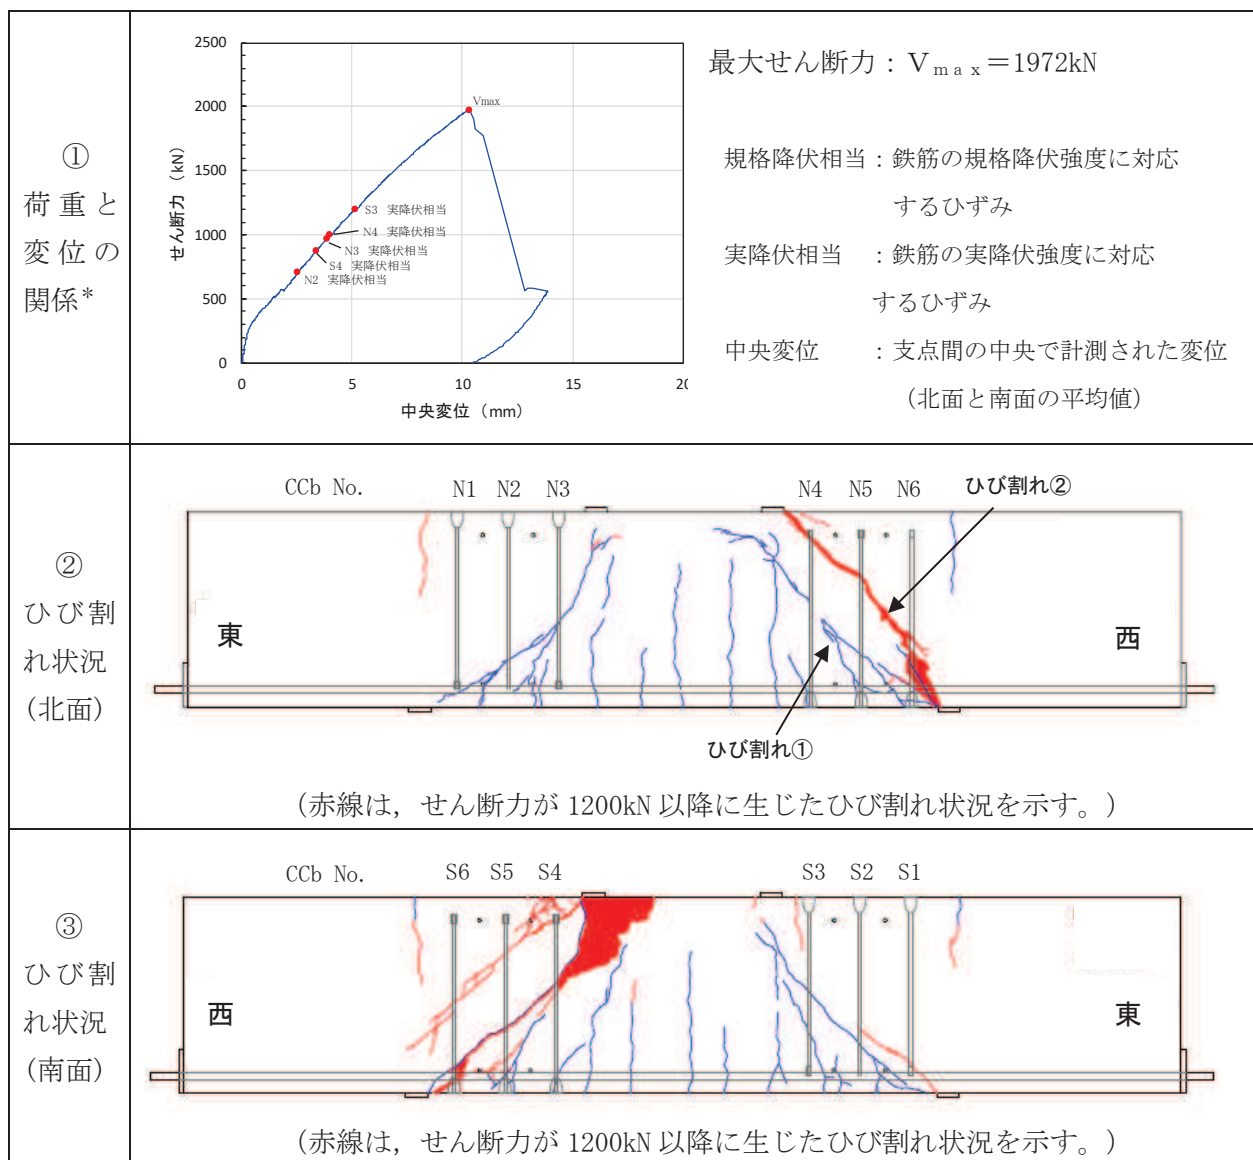 ①
荷重と
変位の
関係*
2500
2000
1500
1000
500
0
せん断力（kN）
0
5
10
15
20
中央変位（mm）
Vmax
S3 実降伏相当
N4 実降伏相当
N3 実降伏相当
S4 実降伏相当
N2 実降伏相当
最大せん断力：Ｖｍａｘ＝1972kN
規格降伏相当：鉄筋の規格降伏強度に対応
するひずみ
実降伏相当　：鉄筋の実降伏強度に対応
するひずみ
中央変位　　：支点間の中央で計測された変位
（北面と南面の平均値）
②
ひび割
れ状況
(北面)
CCb No. N1 N2 N3 N4 N5 N6
ひび割れ②
東
西
ひび割れ①
（赤線は，せん断力が 1200kN 以降に生じたひび割れ状況を示す。）
③
ひび割
れ状況
(南面)
CCb No. S6 S5 S4 S3 S2 S1
西
東
（赤線は，せん断力が 1200kN 以降に生じたひび割れ状況を示す。）